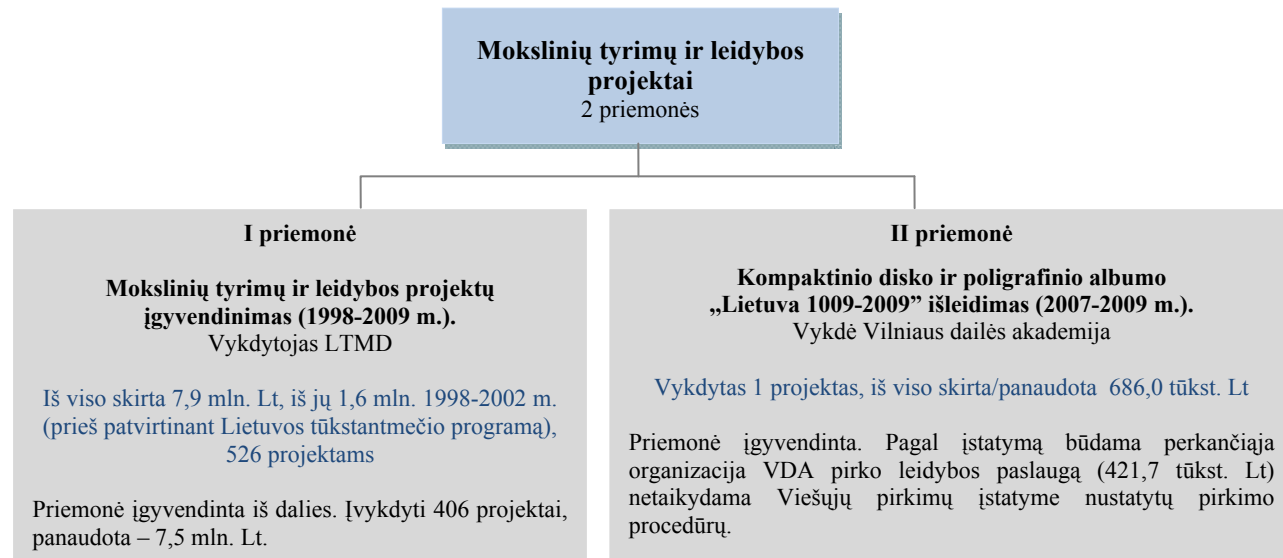 Mokslinių tyrimų ir leidybos
projektai
2 priemonės
I priemonė
Mokslinių tyrimų ir leidybos projektų
įgyvendinimas (1998-2009 m.).
Vykdytojas LTMD
Iš viso skirta 7,9 mln. Lt, iš jų 1,6 mln. 1998-2002 m.
(prieš patvirtinant Lietuvos tūkstantmečio programą),
526 projektams
Priemonė įgyvendinta iš dalies. Įvykdyti 406 projektai,
panaudota – 7,5 mln. Lt.
II priemonė
Kompaktinio disko ir poligrafinio albumo
„Lietuva 1009-2009” išleidimas (2007-2009 m.).
Vykdė Vilniaus dailės akademija
Vykdytas 1 projektas, iš viso skirta/panaudota 686,0 tūkst. Lt
Priemonė įgyvendinta. Pagal įstatymą būdama perkančiąja
organizacija VDA pirko leidybos paslaugą (421,7 tūkst. Lt)
netaikydama Viešųjų pirkimų įstatyme nustatytų pirkimo
procedūrų.